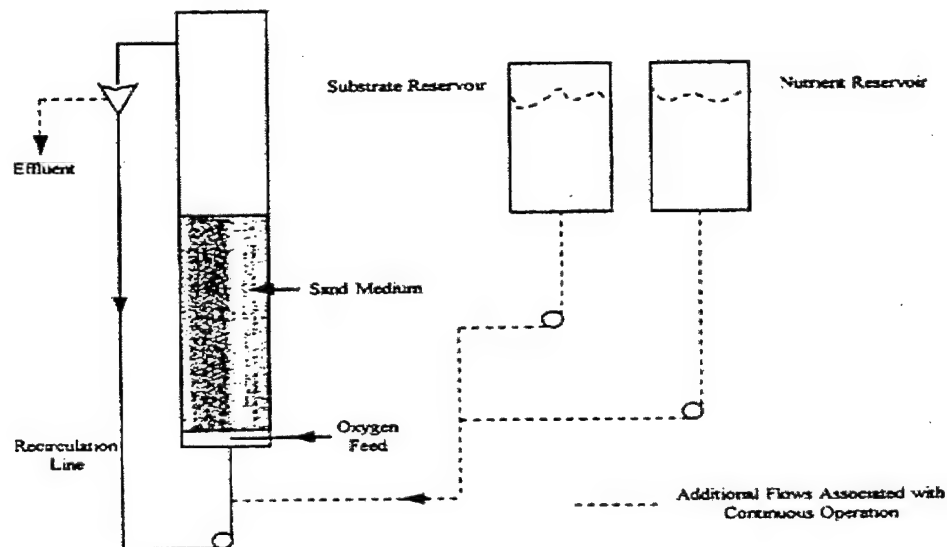 Substrate Reservoir
Nutrient Reservoir
Effluent
Sand Medium
Oxygen
Feed
Recirculation
Line
Additional Flows Associated with
Continuous Operation